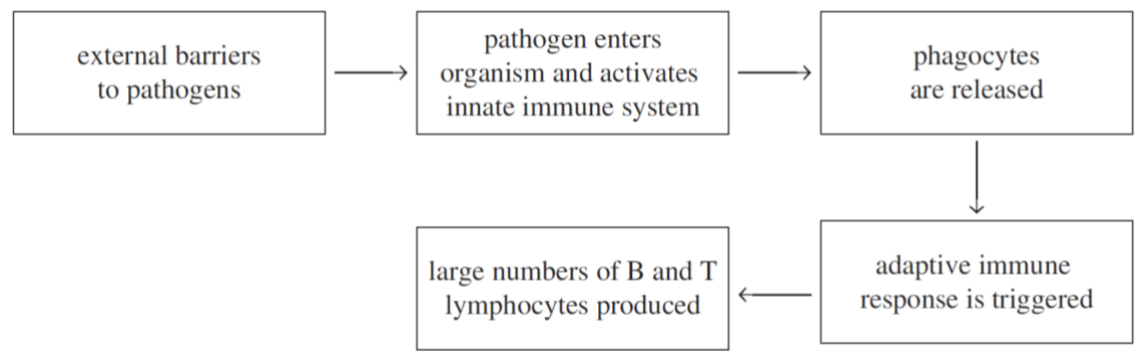 external barriers
to pathogens
pathogen enters
organism and activates
innate immune system
phagocytes
are released
adaptive immune
response is triggered
large numbers of B and T
lymphocytes produced